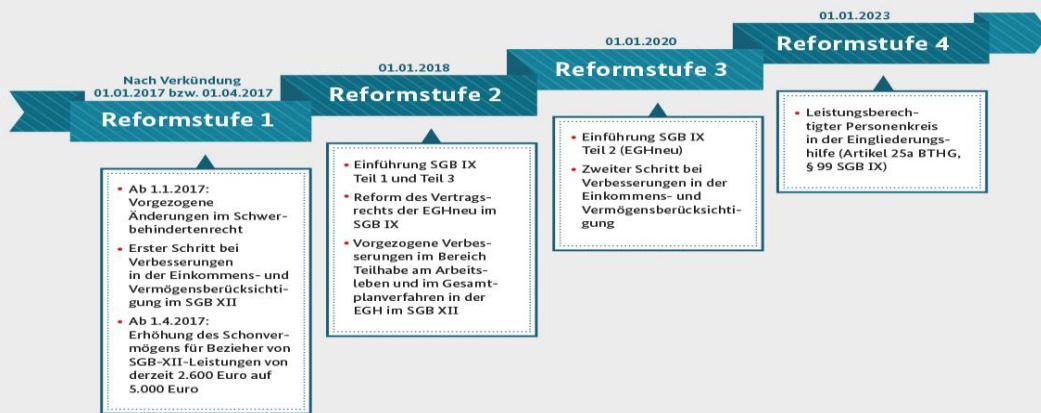 Nach Verkündung
01.01.2017 bzw. 01.04.2017
Reformstufe 1
• Ab 1.1.2017:
Vorgezogene
Änderungen im Schwer-
behindertenrecht
• Erster Schritt bei
Verbesserungen
in der Einkommens- und
Vermögensberücksichti-
gung im SGB XII
• Ab 1.4.2017:
Erhöhung des Schonver-
mögens für Bezieher von
SGB-XII-Leistungen von
derzeit 2.600 Euro auf
5.000 Euro
01.01.2018
Reformstufe 2
• Einführung SGB IX
Teil 1 und Teil 3
• Reform des Vertrags-
rechts der EGHneu im
SGB IX
• Vorgezogene Verbes-
serungen im Bereich
Teilhabe am Arbeits-
leben und im Gesamt-
planverfahren in der
EGH im SGB XII
01.01.2020
Reformstufe 3
• Einführung SGB IX
Teil 2 (EGHneu)
• Zweiter Schritt bei
Verbesserungen in der
Einkommens- und
Vermögensberücksichti-
gung
01.01.2023
Reformstufe 4
• Leistungsberech-
tigter Personenkreis
in der Eingliederungs-
hilfe (Artikel 25a BTHG,
§ 99 SGB IX)